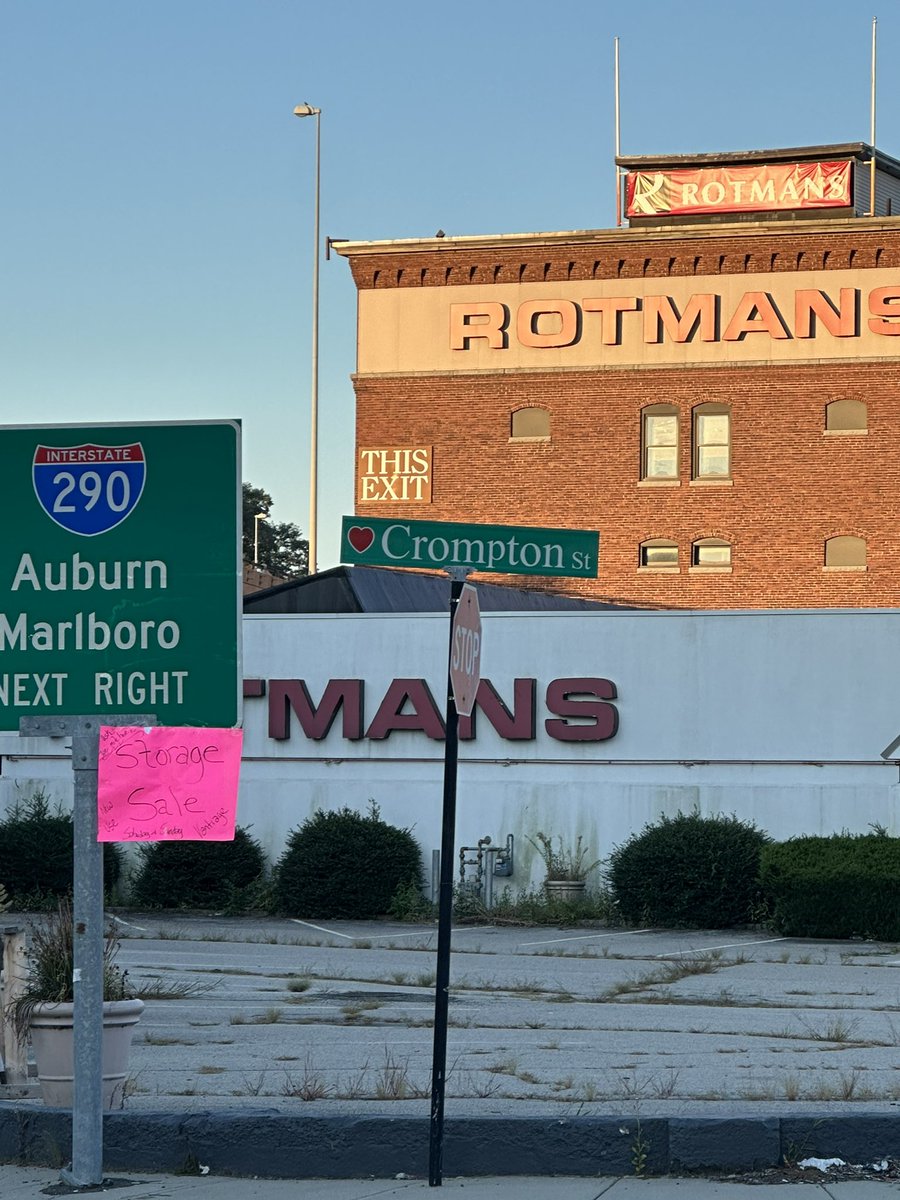 ROTMANS
ROTMANS
THIS
EXIT
Crompton St
INTERSTATE
290
Auburn
Marlboro
NEXT RIGHT
STOP
TMANS
Storage
Sale